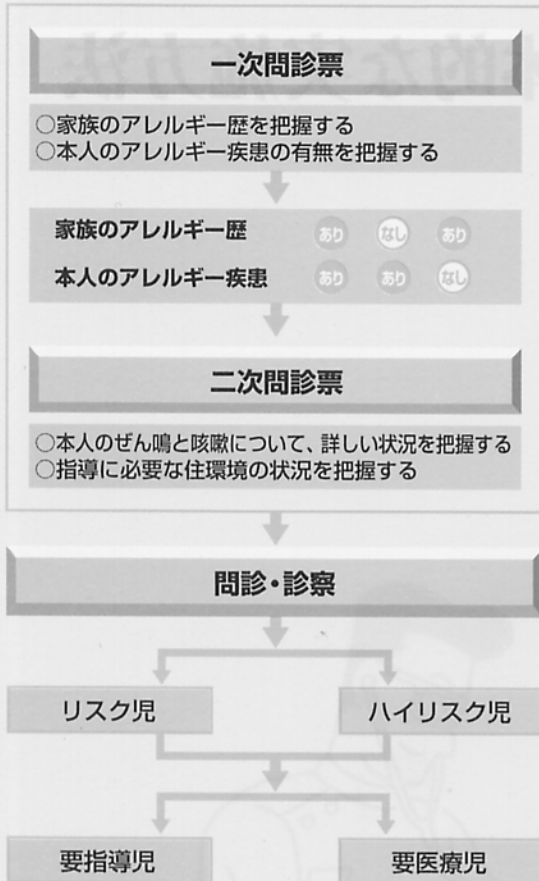 一次問診票
○家族のアレルギー歴を把握する
○本人のアレルギー疾患の有無を把握する
家族のアレルギー歴 あり なし あり
本人のアレルギー疾患 あり あり なし
二次問診票
○本人のぜん鳴と咳嗽について、詳しい状況を把握する
○指導に必要な住環境の状況を把握する
問診・診察
リスク児 ハイリスク児
要指導児 要医療児